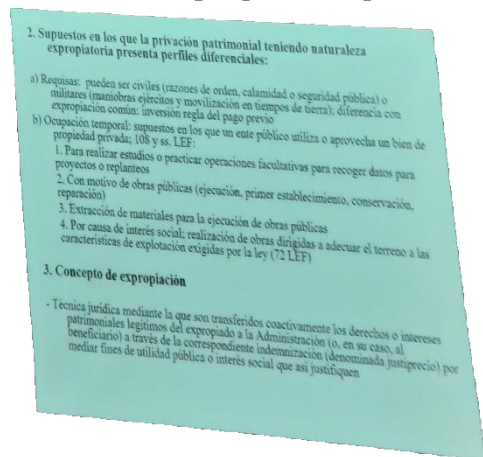 2. Supuestos en los que la privación patrimonial teniendo naturaleza
expropiatoria presenta perfiles diferenciales:
a) Requisas: pueden ser civiles (razones de orden, calamidad o seguridad pública) o
militares (maniobras ejércitos y movilización en tiempos de tierra); diferencia con
expropiación común: inversión regla del pago previo
b) Ocupación temporal: supuestos en los que un ente público utiliza o aprovecha un bien de
propiedad privada; 108 y ss. LEF:
1. Para realizar estudios o practicar operaciones facultativas para recoger datos para
proyectos o replanteos
2. Con motivo de obras públicas (ejecución, primer establecimiento, conservación,
reparación)
3. Extracción de materiales para la ejecución de obras públicas
4. Por causa de interés social; realización de obras dirigidas a adecuar el terreno a las
características de explotación exigidas por la ley (72 LEF)
3. Concepto de expropiación
- Técnica jurídica mediante la que son transferidos coactivamente los derechos o intereses
patrimoniales legítimos del expropiado a la Administración (o, en su caso, al
beneficiario) a través de la correspondiente indemnización (denominada justiprecio) por
mediar fines de utilidad pública o interés social que así justifiquen